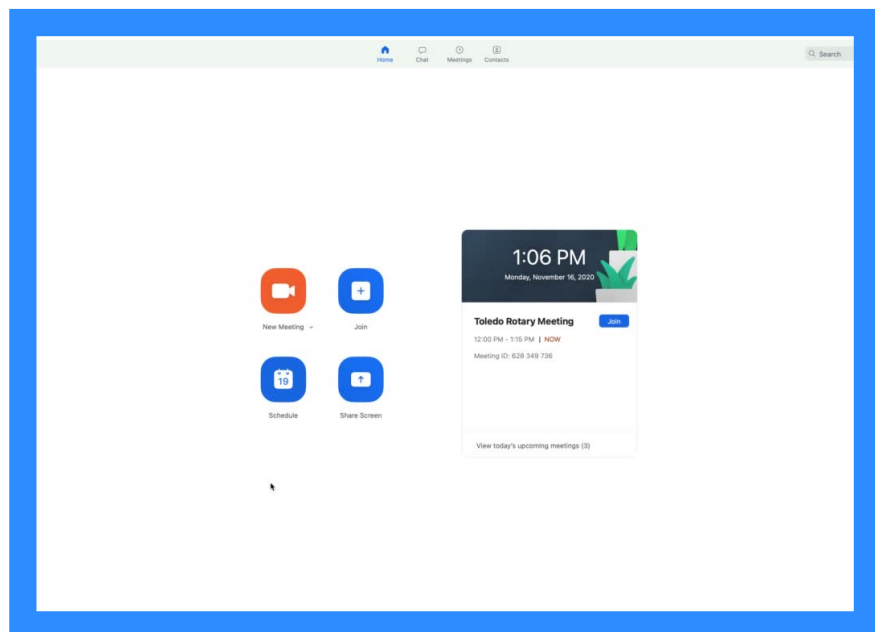 Home Chat Meetings Contacts
Search
1:06 PM
Monday, November 16, 2020
New Meeting
Join
Toledo Rotary Meeting
Join
12:00 PM - 1:15 PM | NOW
Meeting ID: 628 349 736
19
Schedule
Share Screen
View today's upcoming meetings (3)